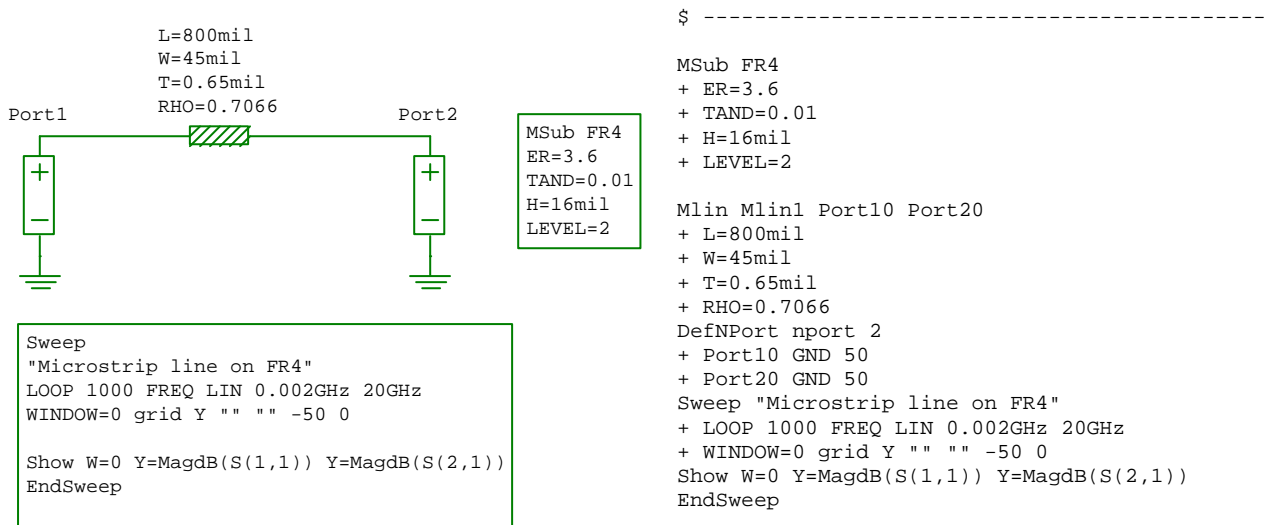 L=800mil
W=45mil
T=0.65mil
RHO=0.7066
Port1
Port2
MSub FR4
ER=3.6
TAND=0.01
H=16mil
LEVEL=2
Sweep
"Microstrip line on FR4"
LOOP 1000 FREQ LIN 0.002GHz 20GHz
WINDOW=0 grid Y "" "" -50 0
Show W=0 Y=MagdB(S(1,1)) Y=MagdB(S(2,1))
EndSweep
$ --------------------------------------------
MSub FR4
+ ER=3.6
+ TAND=0.01
+ H=16mil
+ LEVEL=2
Mlin Mlin1 Port10 Port20
+ L=800mil
+ W=45mil
+ T=0.65mil
+ RHO=0.7066
DefNPort nport 2
+ Port10 GND 50
+ Port20 GND 50
Sweep "Microstrip line on FR4"
+ LOOP 1000 FREQ LIN 0.002GHz 20GHz
+ WINDOW=0 grid Y "" "" -50 0
Show W=0 Y=MagdB(S(1,1)) Y=MagdB(S(2,1))
EndSweep